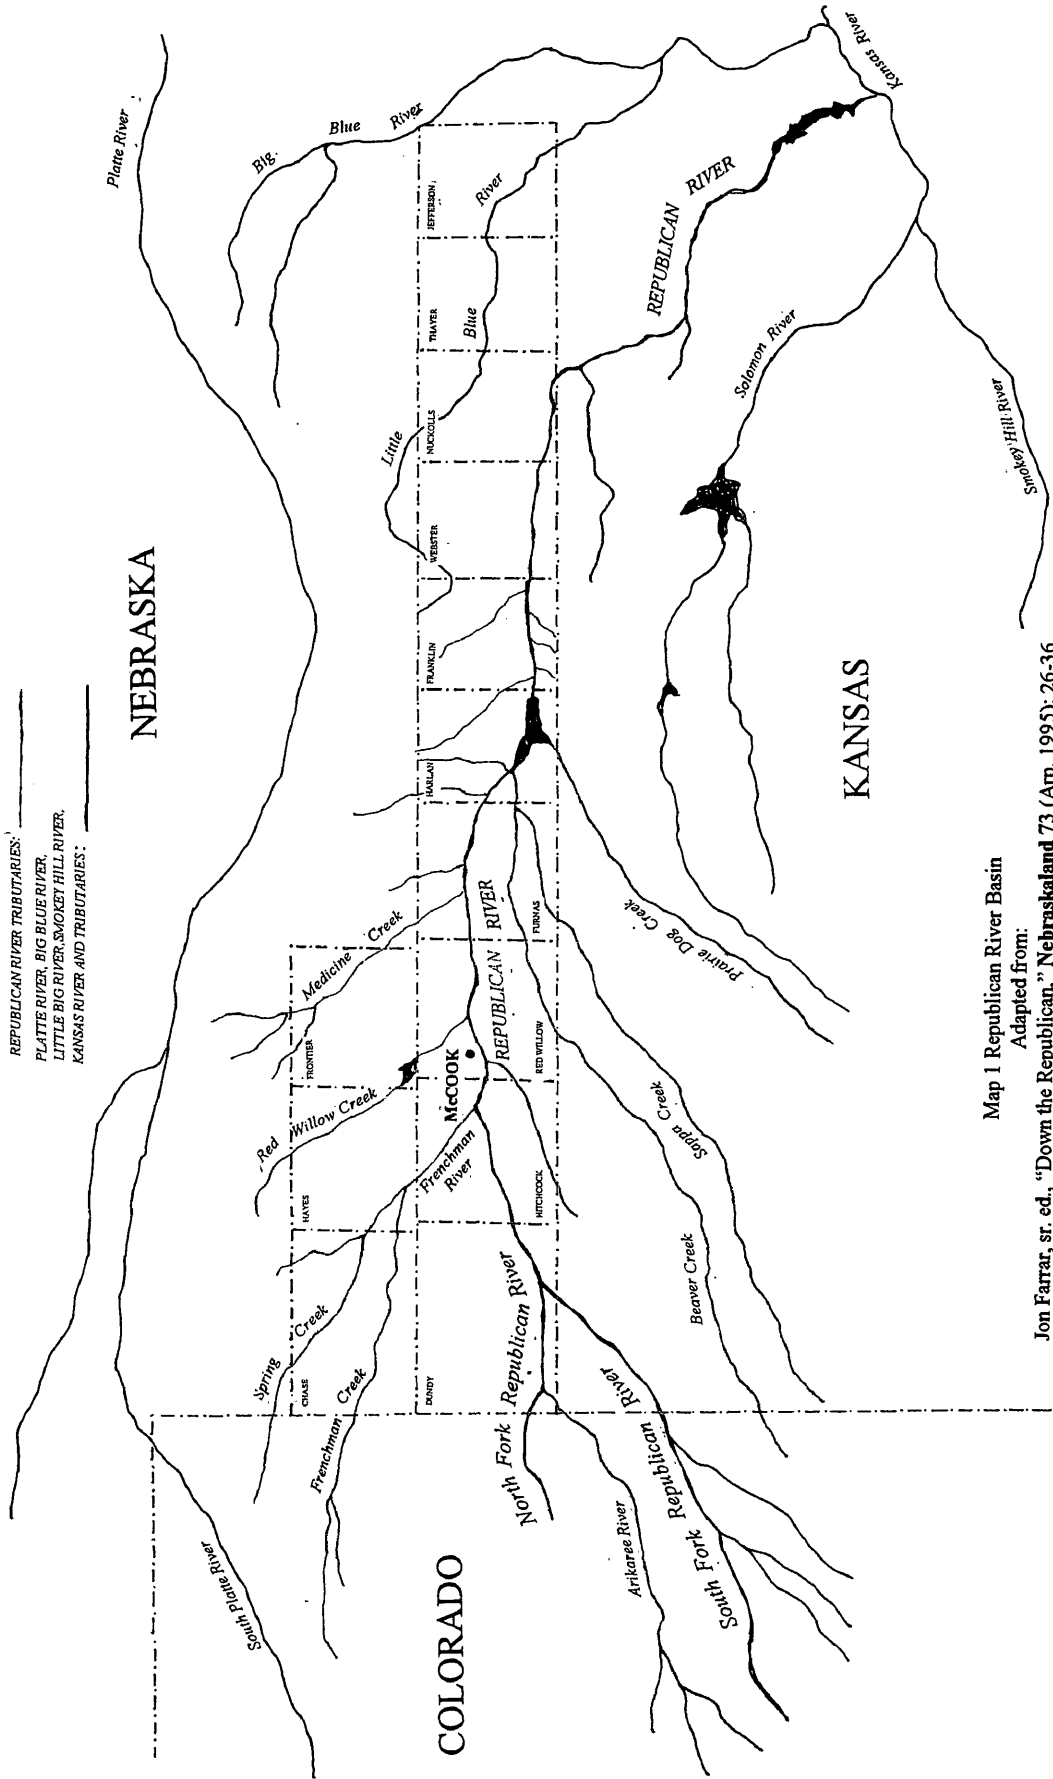 REPUBLICAN RIVER TRIBUTARIES:
PLATTE RIVER, BIG BLUE RIVER,
LITTLE BIG RIVER, SMOKEY HILL RIVER,
KANSAS RIVER AND TRIBUTARIES:
NEBRASKA
Platte River
Big
Blue
River
Little
Blue
River
JEFFERSON
THAYER
NUCKOLLS
WEBSTER
FRANKLIN
HARLAN
FURNAS
RED WILLOW
HITCHCOCK
DUNDY
CHASE
HAYES
FRONTIER
Medicine Creek
Red Willow Creek
McCOOK
REPUBLICAN RIVER
Frenchman
River
Spring Creek
Frenchman Creek
North Fork Republican River
South Platte River
COLORADO
Arikaree River
South Fork Republican River
Beaver Creek
Sappa Creek
Prairie Dog Creek
KANSAS
REPUBLICAN RIVER
Solomon River
Smokey Hill River
Kansas River
Kansas River
Map 1 Republican River Basin
Adapted from:
Jon Farrar, sr. ed., “Down the Republican,” Nebraskaland 73 (Apr. 1995): 26-36